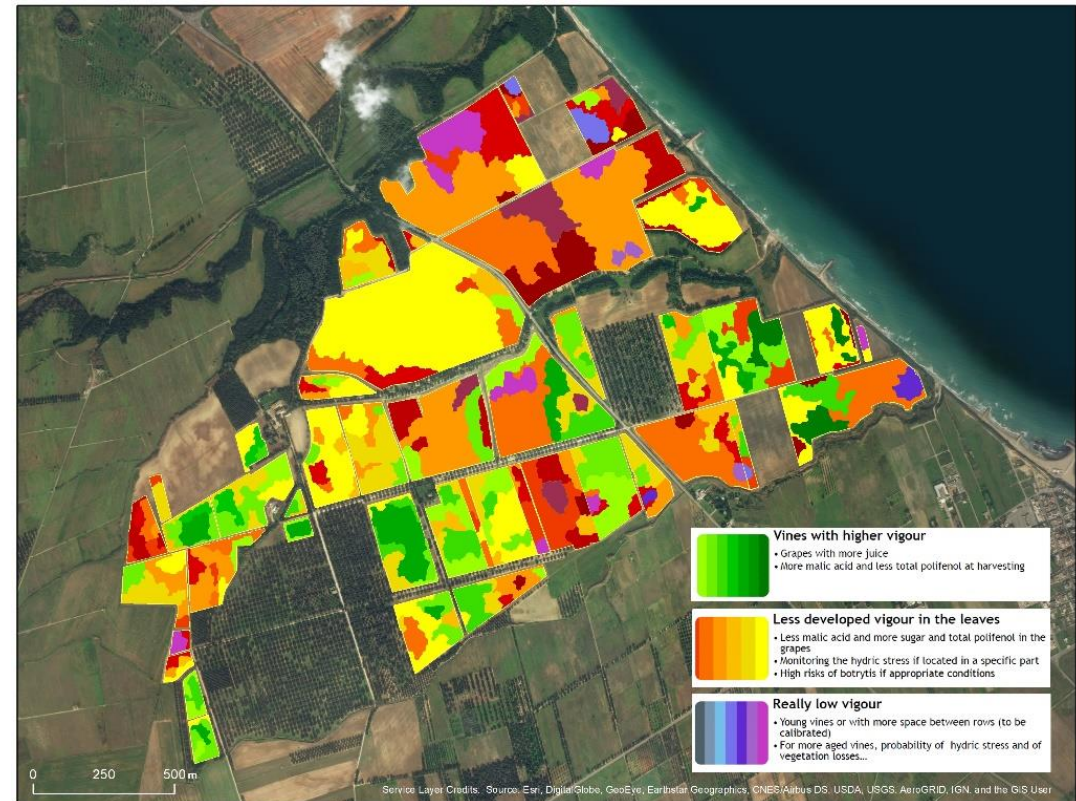 Vines with higher vigour
• Grapes with more juice
• More malic acid and less total polifenol at harvesting
Less developed vigour in the leaves
• Less malic acid and more sugar and total polifenol in the
grapes
• Monitoring the hydric stress if located in a specific part
• High risks of botrytis if appropriate conditions
Really low vigour
• Young vines or with more space between rows (to be
calibrated)
• For more aged vines, probability of hydric stress and of
vegetation losses...
0 250 500 m
Service Layer Credits: Source: Esri, DigitalGlobe, GeoEye, Earthstar Geographics, CNES/Airbus DS, USDA, USGS, AeroGRID, IGN, and the GIS User